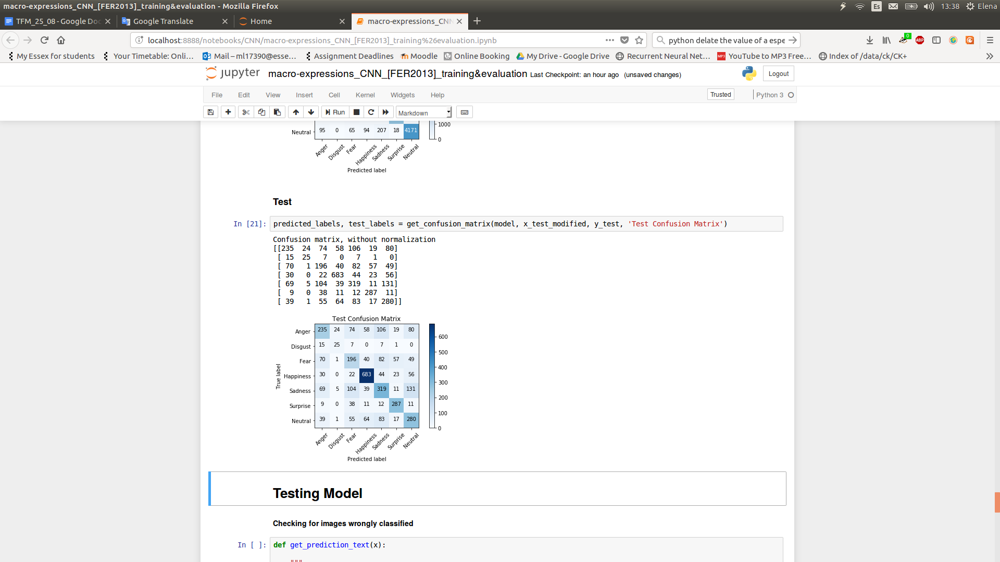 macro-expressions_CNN_[FER2013]_training&evaluation - Mozilla Firefox
Es
13:38
Elena
TFM_25_08 - Google Doc
Google Translate
Home
macro-expressions_CNN
localhost:8888/notebooks/CNN/macro-expressions_CNN_[FER2013]_training%26evaluation.ipynb
python delate the value of a espe
0
ABP
My Essex for students
Your Timetable: Onli…
Mail – ml17390@esse…
Assignment Deadlines
Moodle
Online Booking
My Drive - Google Drive
Recurrent Neural Net…
MP3
YouTube to MP3 Free…
Index of /data/ck/CK+
jupyter
macro-expressions_CNN_[FER2013]_training&evaluation Last Checkpoint: an hour ago (unsaved changes)
Logout
File Edit View Insert Cell Kernel Widgets Help
Trusted
Python 3
Run
Markdown
1000
Neutral 95 0 65 94 207 18 4171
0
Anger Disgust Fear Happiness Sadness Surprise Neutral
Predicted label
Test
In [21]: predicted_labels, test_labels = get_confusion_matrix(model, x_test_modified, y_test, 'Test Confusion Matrix')
Confusion matrix, without normalization
[[235 24 74 58 106 19 80]
[ 15 25 7 0 7 1 0]
[ 70 1 196 40 82 57 49]
[ 30 0 22 683 44 23 56]
[ 69 5 104 39 319 11 131]
[ 9 0 38 11 12 287 11]
[ 39 1 55 64 83 17 280]]
Test Confusion Matrix
True label
Anger 235 24 74 58 106 19 80
Disgust 15 25 7 0 7 1 0
Fear 70 1 196 40 82 57 49
Happiness 30 0 22 683 44 23 56
Sadness 69 5 104 39 319 11 131
Surprise 9 0 38 11 12 287 11
Neutral 39 1 55 64 83 17 280
600
500
400
300
200
100
0
Anger Disgust Fear Happiness Sadness Surprise Neutral
Predicted label
Testing Model
Checking for images wrongly classified
In [ ]: def get_prediction_text(x):
"""